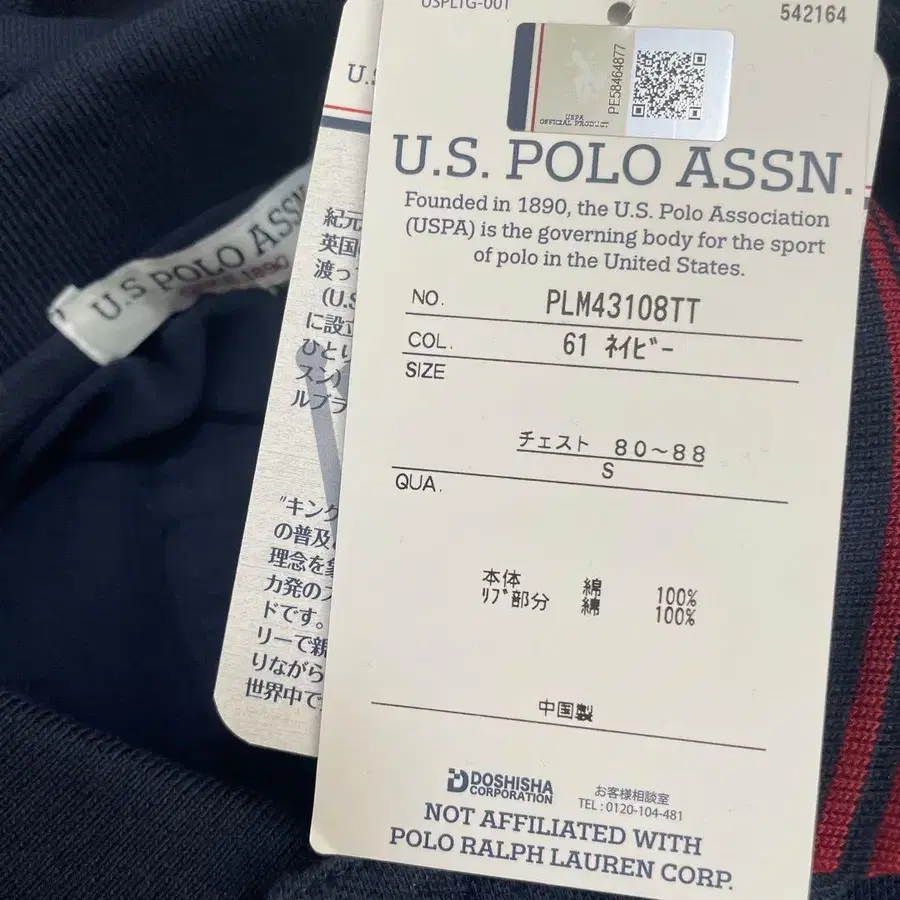 USPLTG-001
542164
PE58464877
USPA
OFFICIAL PRODUCT
U.S. POLO ASSN.
Founded in 1890, the U.S. Polo Association
(USPA) is the governing body for the sport
of polo in the United States.
NO. PLM43108TT
COL. 61 ネイビー
SIZE
チェスト 80~88
S
QUA.
本体 綿 100%
リブ部分 綿 100%
中国製
DOSHISHA
CORPORATION
お客様相談室
TEL : 0120-104-481
NOT AFFILIATED WITH
POLO RALPH LAUREN CORP.
U.S POLO ASSN
SINCE 1890
U.S
紀元
英国
渡っ
(U.S
に設立
ひとり
スン)
ルブラ
"キング
の普及
理念を
力発の
ドです。
リーで親
りながら
世界中で